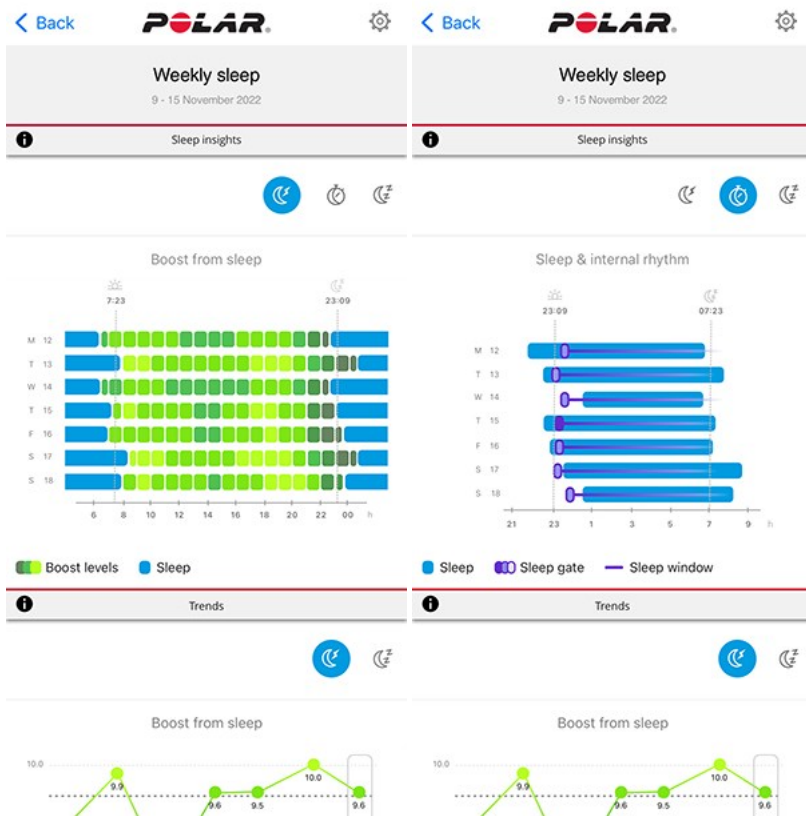 Back
POLAR.
Weekly sleep
9 - 15 November 2022
Sleep insights
Boost from sleep
7:23
23:09
M 12
T 13
W 14
T 15
F 16
S 17
S 18
6 8 10 12 14 16 18 20 22 00 h
Boost levels Sleep
Trends
Boost from sleep
10.0
9.9
9.6
9.5
10.0
9.6
Back
POLAR.
Weekly sleep
9 - 15 November 2022
Sleep insights
Sleep & internal rhythm
23:09
07:23
M 12
T 13
W 14
T 15
F 16
S 17
S 18
21 23 1 3 5 7 9 h
Sleep Sleep gate Sleep window
Trends
Boost from sleep
10.0
9.9
9.6
9.5
10.0
9.6